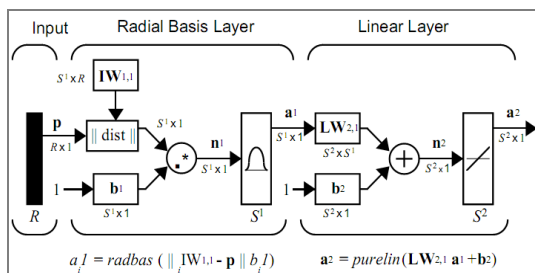 Input Radial Basis Layer Linear Layer
IW1,1
S1 x R
p
R x 1
|| dist ||
S1 x 1
.*
n1
S1 x 1
a1
S1 x 1
1
b1
S1 x 1
R
S1
LW2,1
S2 x S1
1
b2
S2 x 1
+
n2
S2 x 1
a2
S2 x 1
S2
ai1 = radbas ( || iIW1,1 - p || bi1)
a2 = purelin(LW2,1 a1 +b2)